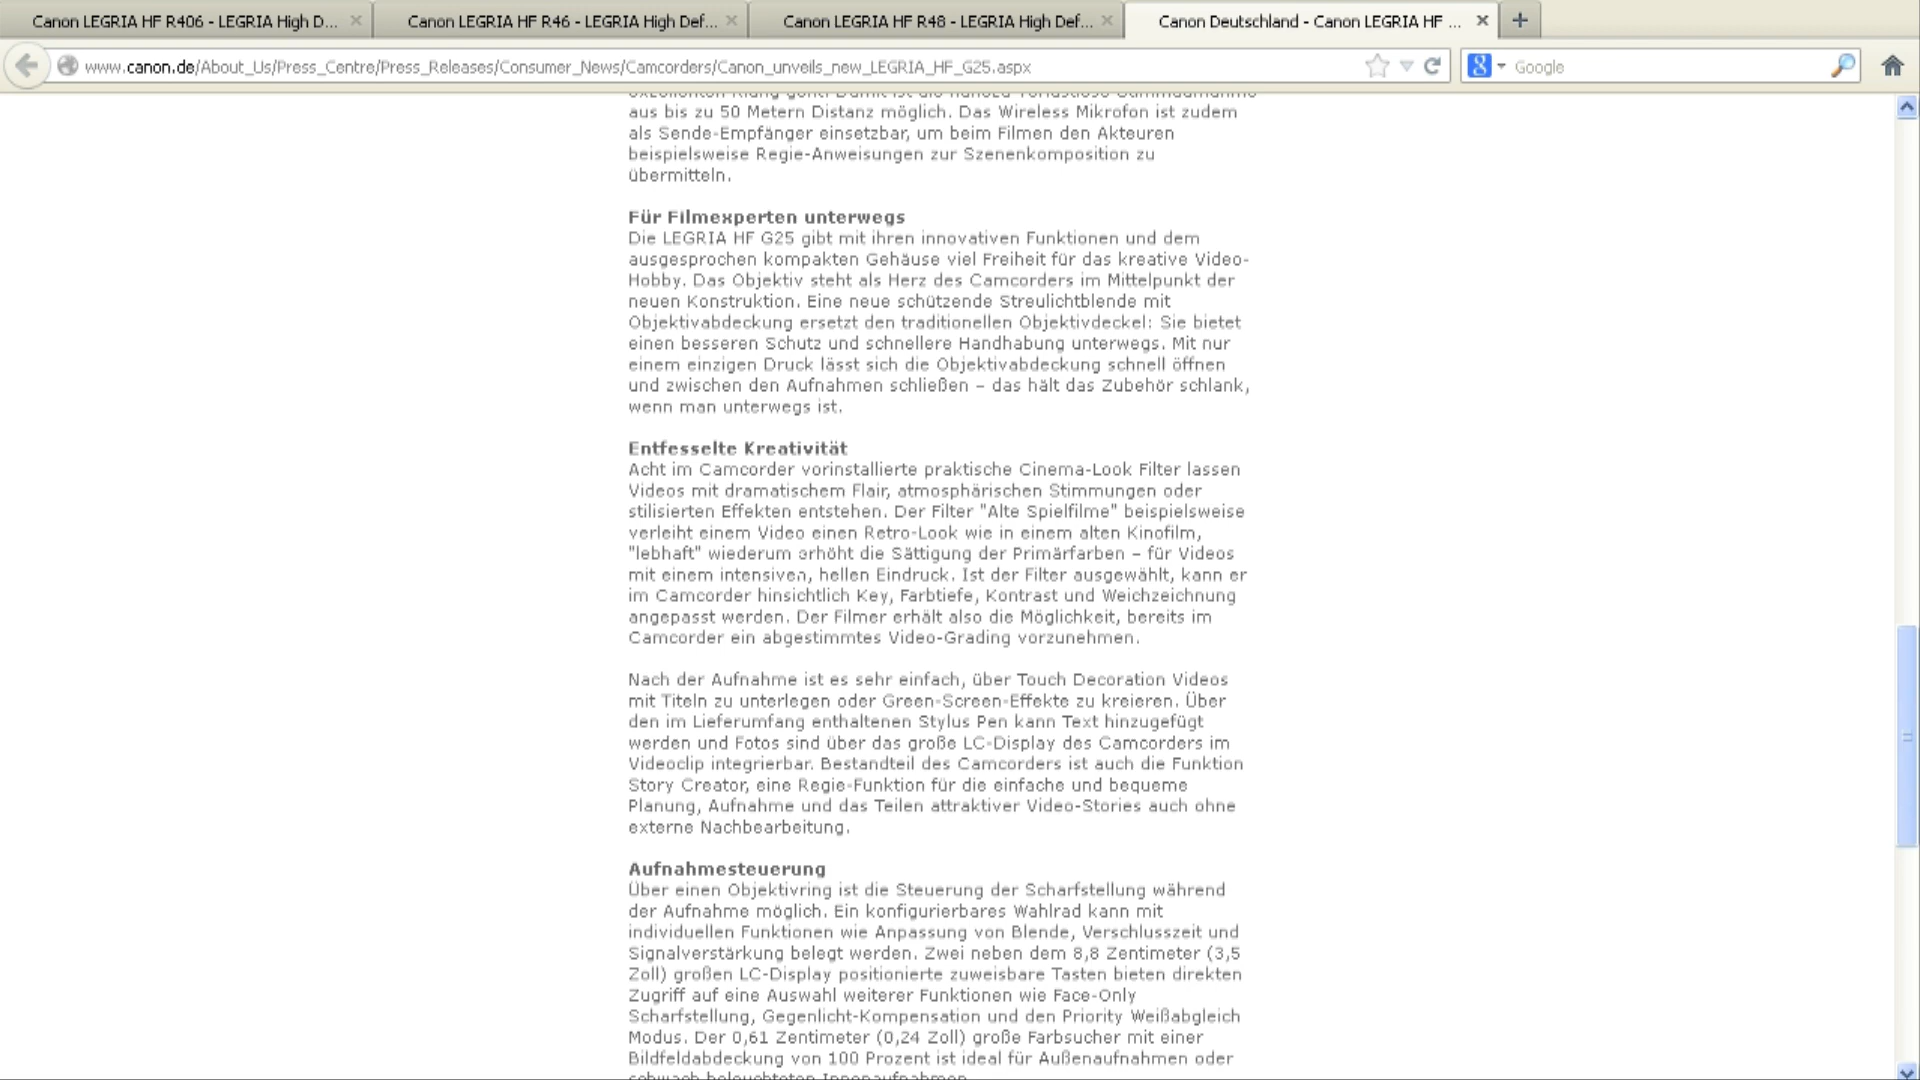 Canon LEGRIA HF R406 - LEGRIA High D...
Canon LEGRIA HF R46 - LEGRIA High Def...
Canon LEGRIA HF R48 - LEGRIA High Def...
Canon Deutschland - Canon LEGRIA HF ...
www.canon.de/About_Us/Press_Centre/Press_Releases/Consumer_News/Camcorders/Canon_unveils_new_LEGRIA_HF_G25.aspx
Google
aus bis zu 50 Metern Distanz möglich. Das Wireless Mikrofon ist zudem
als Sende-Empfänger einsetzbar, um beim Filmen den Akteuren
beispielsweise Regie-Anweisungen zur Szenenkomposition zu
übermitteln.
Für Filmexperten unterwegs
Die LEGRIA HF G25 gibt mit ihren innovativen Funktionen und dem
ausgesprochen kompakten Gehäuse viel Freiheit für das kreative Video-
Hobby. Das Objektiv steht als Herz des Camcorders im Mittelpunkt der
neuen Konstruktion. Eine neue schützende Streulichtblende mit
Objektivabdeckung ersetzt den traditionellen Objektivdeckel: Sie bietet
einen besseren Schutz und schnellere Handhabung unterwegs. Mit nur
einem einzigen Druck lässt sich die Objektivabdeckung schnell öffnen
und zwischen den Aufnahmen schließen – das hält das Zubehör schlank,
wenn man unterwegs ist.
Entfesselte Kreativität
Acht im Camcorder vorinstallierte praktische Cinema-Look Filter lassen
Videos mit dramatischem Flair, atmosphärischen Stimmungen oder
stilisierten Effekten entstehen. Der Filter "Alte Spielfilme" beispielsweise
verleiht einem Video einen Retro-Look wie in einem alten Kinofilm,
"lebhaft" wiederum erhöht die Sättigung der Primärfarben – für Videos
mit einem intensiven, hellen Eindruck. Ist der Filter ausgewählt, kann er
im Camcorder hinsichtlich Key, Farbtiefe, Kontrast und Weichzeichnung
angepasst werden. Der Filmer erhält also die Möglichkeit, bereits im
Camcorder ein abgestimmtes Video-Grading vorzunehmen.
Nach der Aufnahme ist es sehr einfach, über Touch Decoration Videos
mit Titeln zu unterlegen oder Green-Screen-Effekte zu kreieren. Über
den im Lieferumfang enthaltenen Stylus Pen kann Text hinzugefügt
werden und Fotos sind über das große LC-Display des Camcorders im
Videoclip integrierbar. Bestandteil des Camcorders ist auch die Funktion
Story Creator, eine Regie-Funktion für die einfache und bequeme
Planung, Aufnahme und das Teilen attraktiver Video-Stories auch ohne
externe Nachbearbeitung.
Aufnahmesteuerung
Über einen Objektivring ist die Steuerung der Scharfstellung während
der Aufnahme möglich. Ein konfigurierbares Wahlrad kann mit
individuellen Funktionen wie Anpassung von Blende, Verschlusszeit und
Signalverstärkung belegt werden. Zwei neben dem 8,8 Zentimeter (3,5
Zoll) großen LC-Display positionierte zuweisbare Tasten bieten direkten
Zugriff auf eine Auswahl weiterer Funktionen wie Face-Only
Scharfstellung, Gegenlicht-Kompensation und den Priority Weißabgleich
Modus. Der 0,61 Zentimeter (0,24 Zoll) große Farbsucher mit einer
Bildfeldabdeckung von 100 Prozent ist ideal für Außenaufnahmen oder